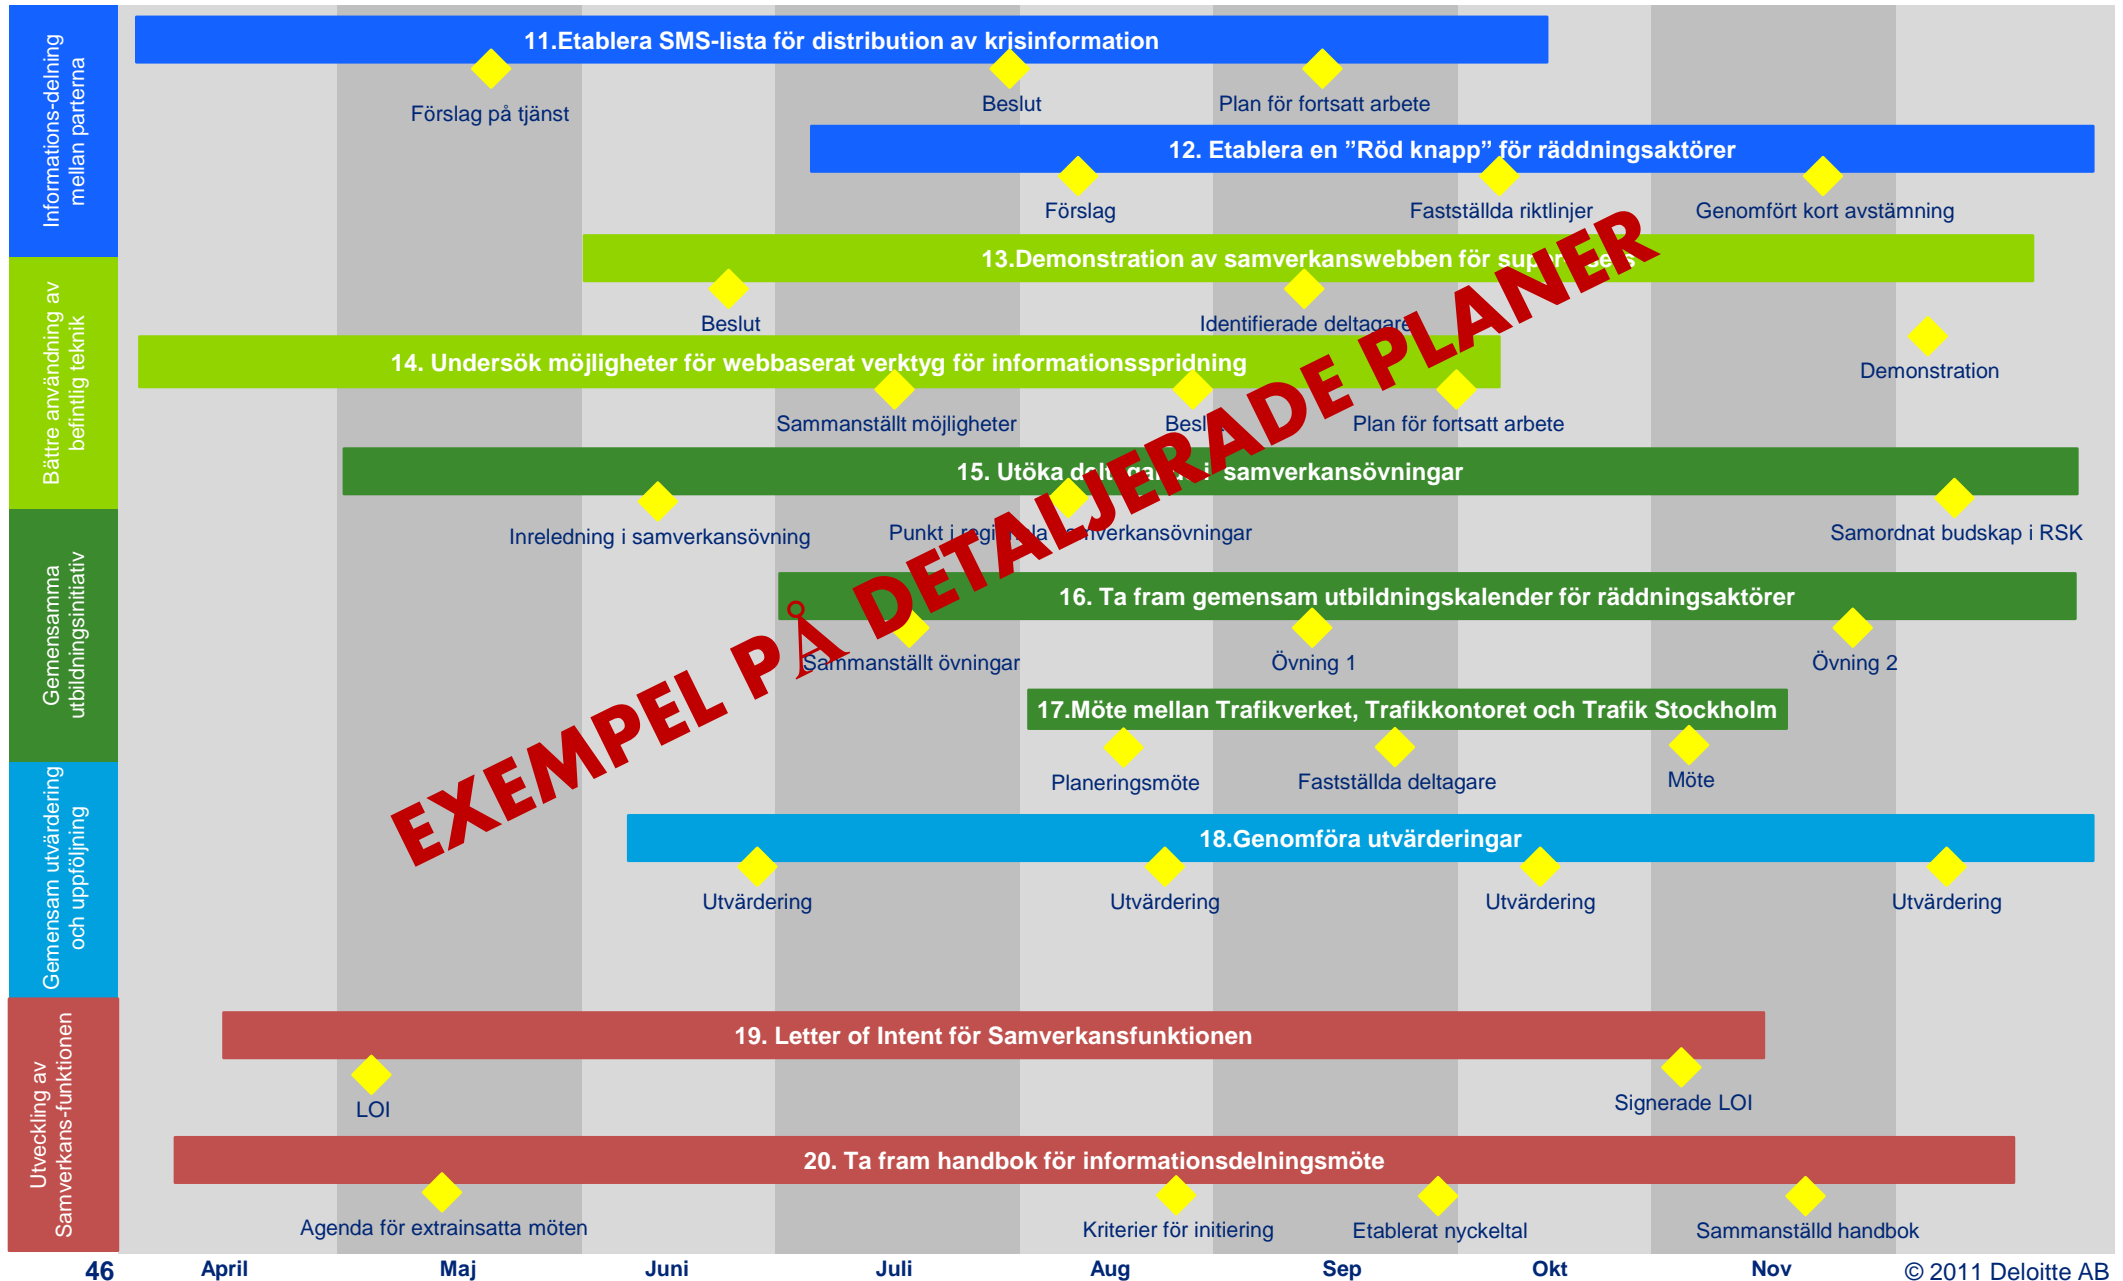 Informations-delning
mellan parterna
11.Etablera SMS-lista för distribution av krisinformation
Förslag på tjänst
Beslut
Plan för fortsatt arbete
12. Etablera en ”Röd knapp” för räddningsaktörer
Förslag
Fastställda riktlinjer
Genomfört kort avstämning
Bättre användning av
befintlig teknik
13.Demonstration av samverkanswebben för
Beslut
Identifierade deltagare
Demonstration
14. Undersök möjligheter för webbaserat verktyg för informationsspridning
Sammanställt möjligheter
Beslut
Plan för fortsatt arbete
Gemensamma
utbildningsinitiativ
15. Utöka deltagande i samverkansövningar
Inreledning i samverkansövning
Punkt i regionala samverkansövningar
Samordnat budskap i RSK
16. Ta fram gemensam utbildningskalender för räddningsaktörer
Sammanställt övningar
Övning 1
Övning 2
17.Möte mellan Trafikverket, Trafikkontoret och Trafik Stockholm
Planeringsmöte
Fastställda deltagare
Möte
EXEMPEL PÅ DETALJERADE PLANER
Gemensam utvärdering
och uppföljning
18.Genomföra utvärderingar
Utvärdering
Utvärdering
Utvärdering
Utvärdering
Utveckling av
Samverkans-funktionen
19. Letter of Intent för Samverkansfunktionen
LOI
Signerade LOI
20. Ta fram handbok för informationsdelningsmöte
Agenda för extrainsatta möten
Kriterier för initiering
Etablerat nyckeltal
Sammanställd handbok
46
April
Maj
Juni
Juli
Aug
Sep
Okt
Nov
© 2011 Deloitte AB